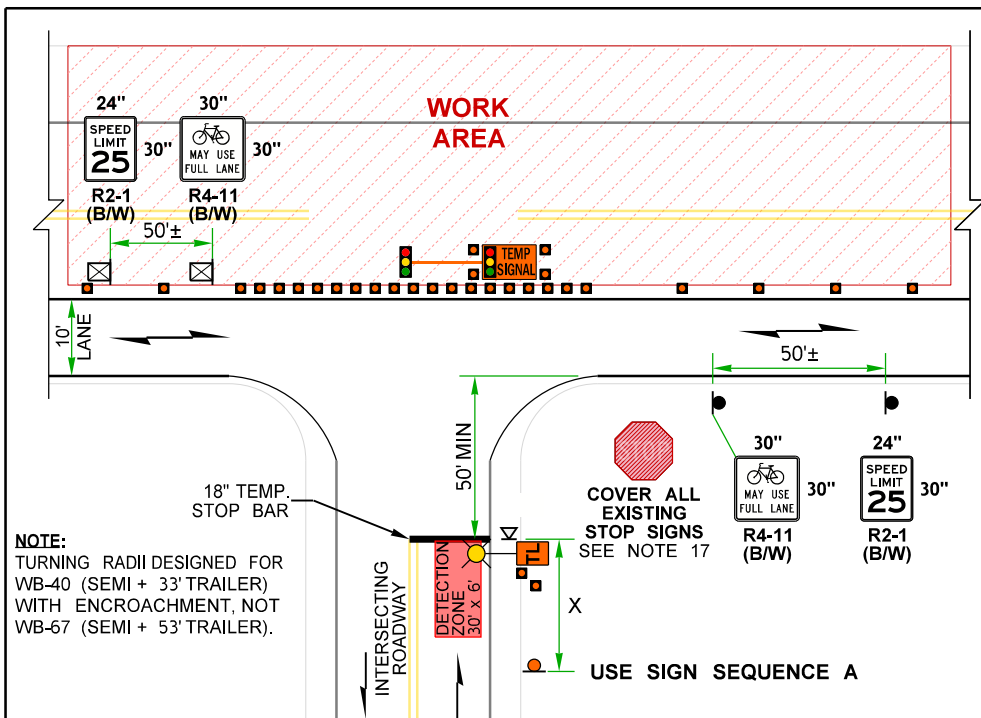 WORK
AREA
24"
SPEED
LIMIT
25
30"
R2-1
(B/W)
30"
MAY USE
FULL LANE
30"
R4-11
(B/W)
50'±
TEMP
SIGNAL
10'
LANE
50'±
50' MIN
STOP
COVER ALL
EXISTING
STOP SIGNS
SEE NOTE 17
30"
MAY USE
FULL LANE
30"
R4-11
(B/W)
24"
SPEED
LIMIT
25
30"
R2-1
(B/W)
18" TEMP.
STOP BAR
NOTE:
TURNING RADII DESIGNED FOR
WB-40 (SEMI + 33' TRAILER)
WITH ENCROACHMENT, NOT
WB-67 (SEMI + 53' TRAILER).
INTERSECTING
ROADWAY
DETECTION
ZONE
30' x 6'
TL
X
USE SIGN SEQUENCE A